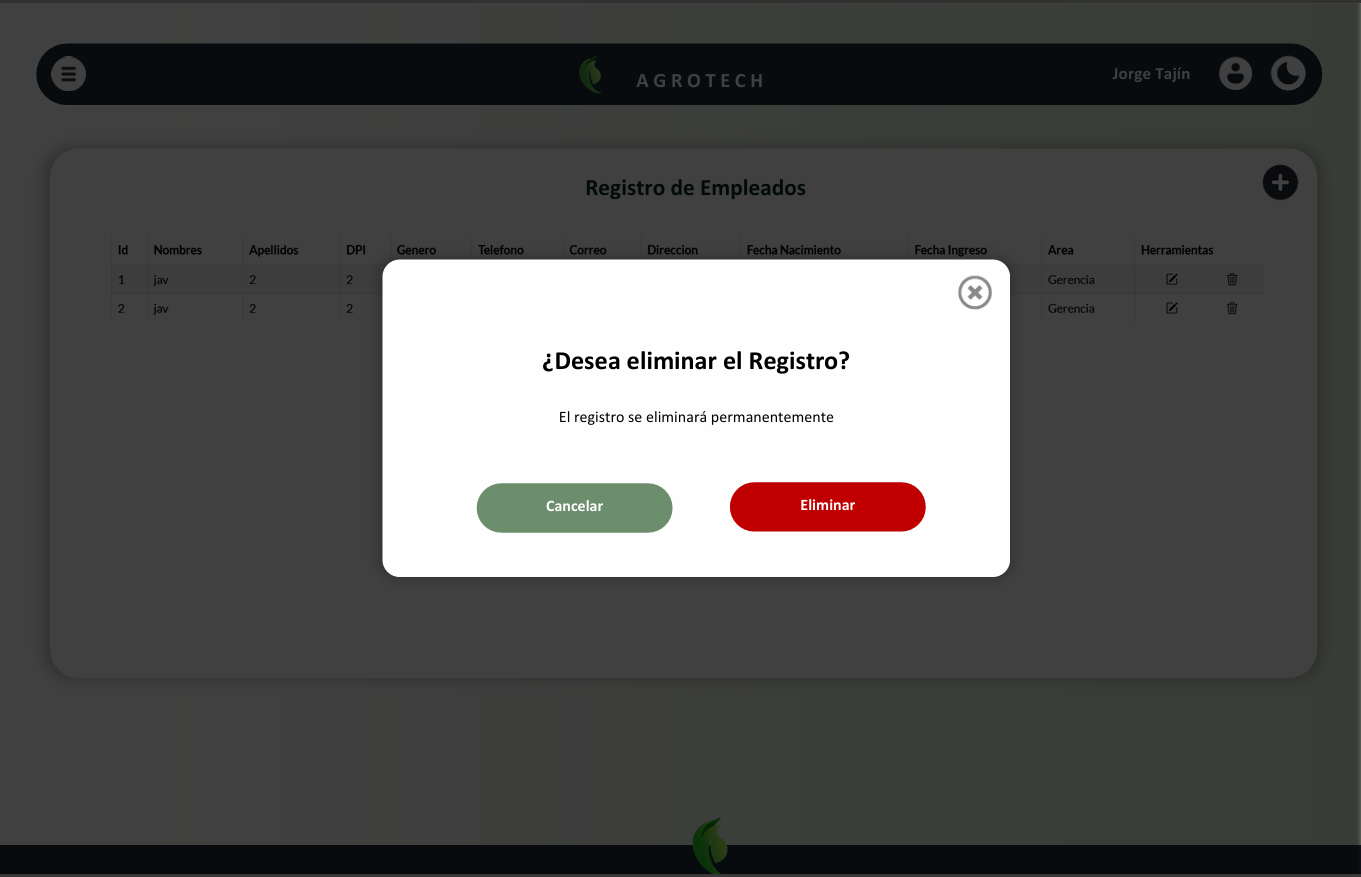 AGROTECH
Jorge Tajín
Registro de Empleados
Id Nombres Apellidos DPI Genero Telefono Correo Direccion Fecha Nacimiento Fecha Ingreso Area Herramientas
1 jav 2 2 Gerencia
2 jav 2 2 Gerencia
¿Desea eliminar el Registro?
El registro se eliminará permanentemente
Cancelar Eliminar